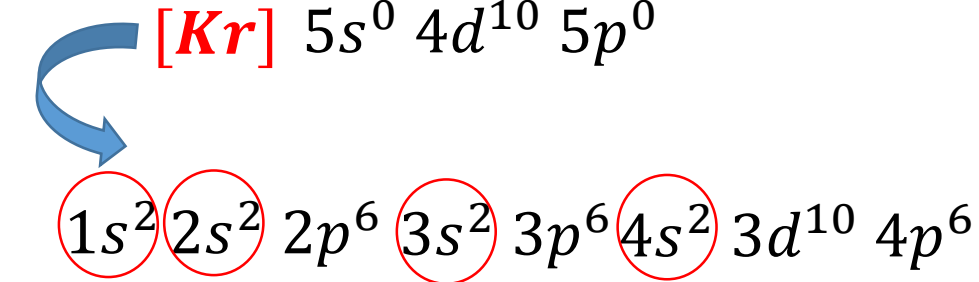 [Kr] 5s⁰ 4d¹⁰ 5p⁰
1s² 2s² 2p⁶ 3s² 3p⁶ 4s² 3d¹⁰ 4p⁶